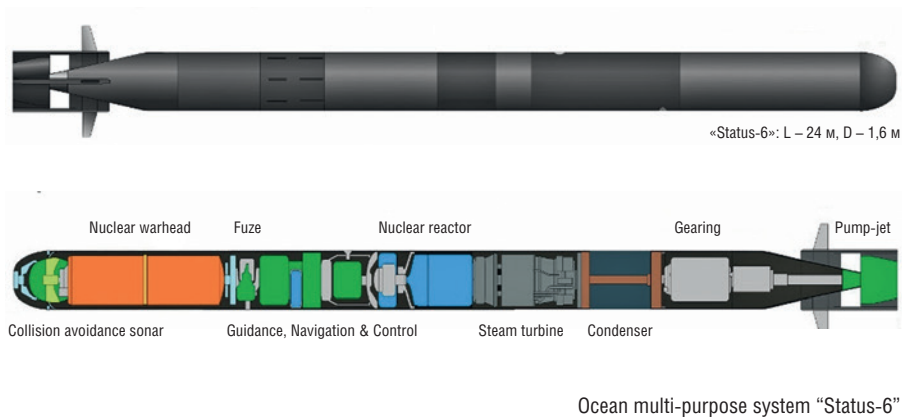 «Status-6»: L – 24 м, D – 1,6 м
Nuclear warhead Fuze Nuclear reactor Gearing Pump-jet
Collision avoidance sonar Guidance, Navigation & Control Steam turbine Condenser
Ocean multi-purpose system “Status-6”